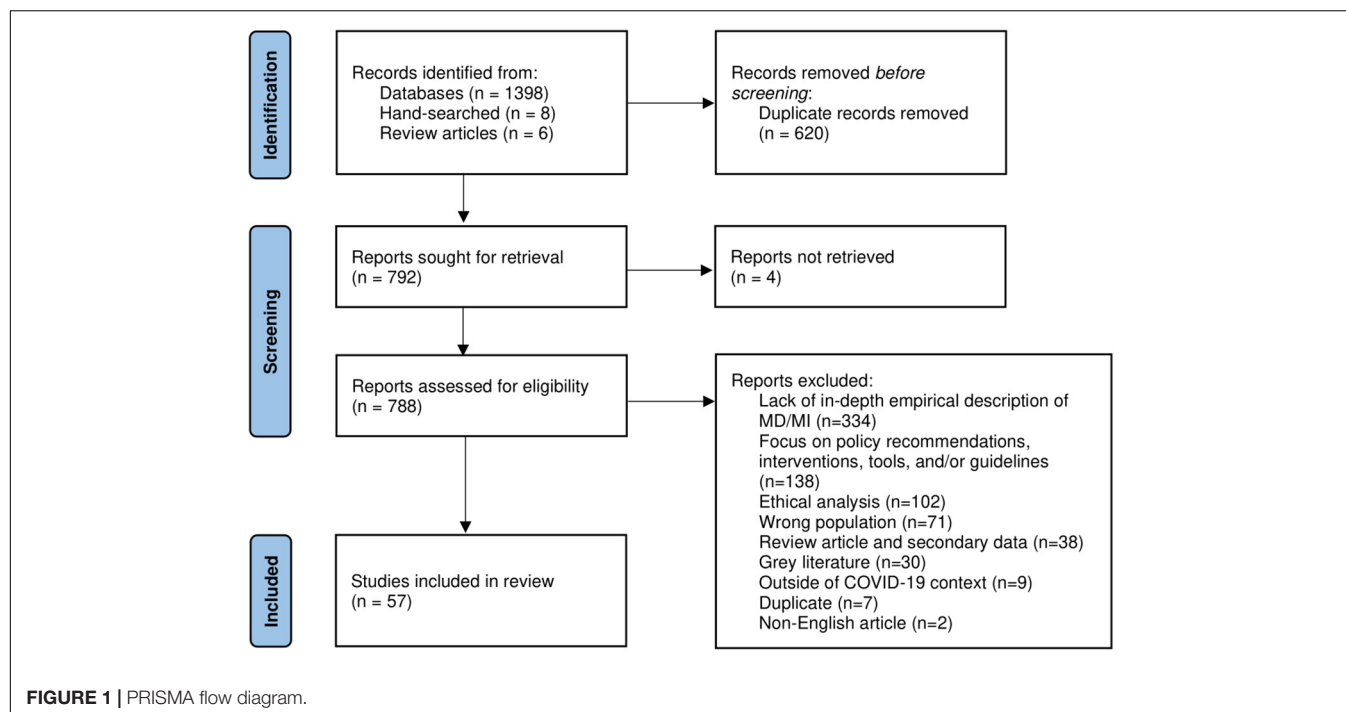 Identification
Records identified from:
Databases (n = 1398)
Hand-searched (n = 8)
Review articles (n = 6)
Records removed before
screening:
Duplicate records removed
(n = 620)
Screening
Reports sought for retrieval
(n = 792)
Reports not retrieved
(n = 4)
Reports assessed for eligibility
(n = 788)
Reports excluded:
Lack of in-depth empirical description of
MD/MI (n=334)
Focus on policy recommendations,
interventions, tools, and/or guidelines
(n=138)
Ethical analysis (n=102)
Wrong population (n=71)
Review article and secondary data (n=38)
Grey literature (n=30)
Outside of COVID-19 context (n=9)
Duplicate (n=7)
Non-English article (n=2)
Included
Studies included in review
(n = 57)
FIGURE 1 | PRISMA flow diagram.